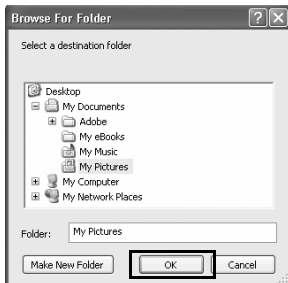 Browse For Folder
Select a destination folder
Desktop
My Documents
Adobe
My eBooks
My Music
My Pictures
My Computer
My Network Places
Folder: My Pictures
Make New Folder OK Cancel